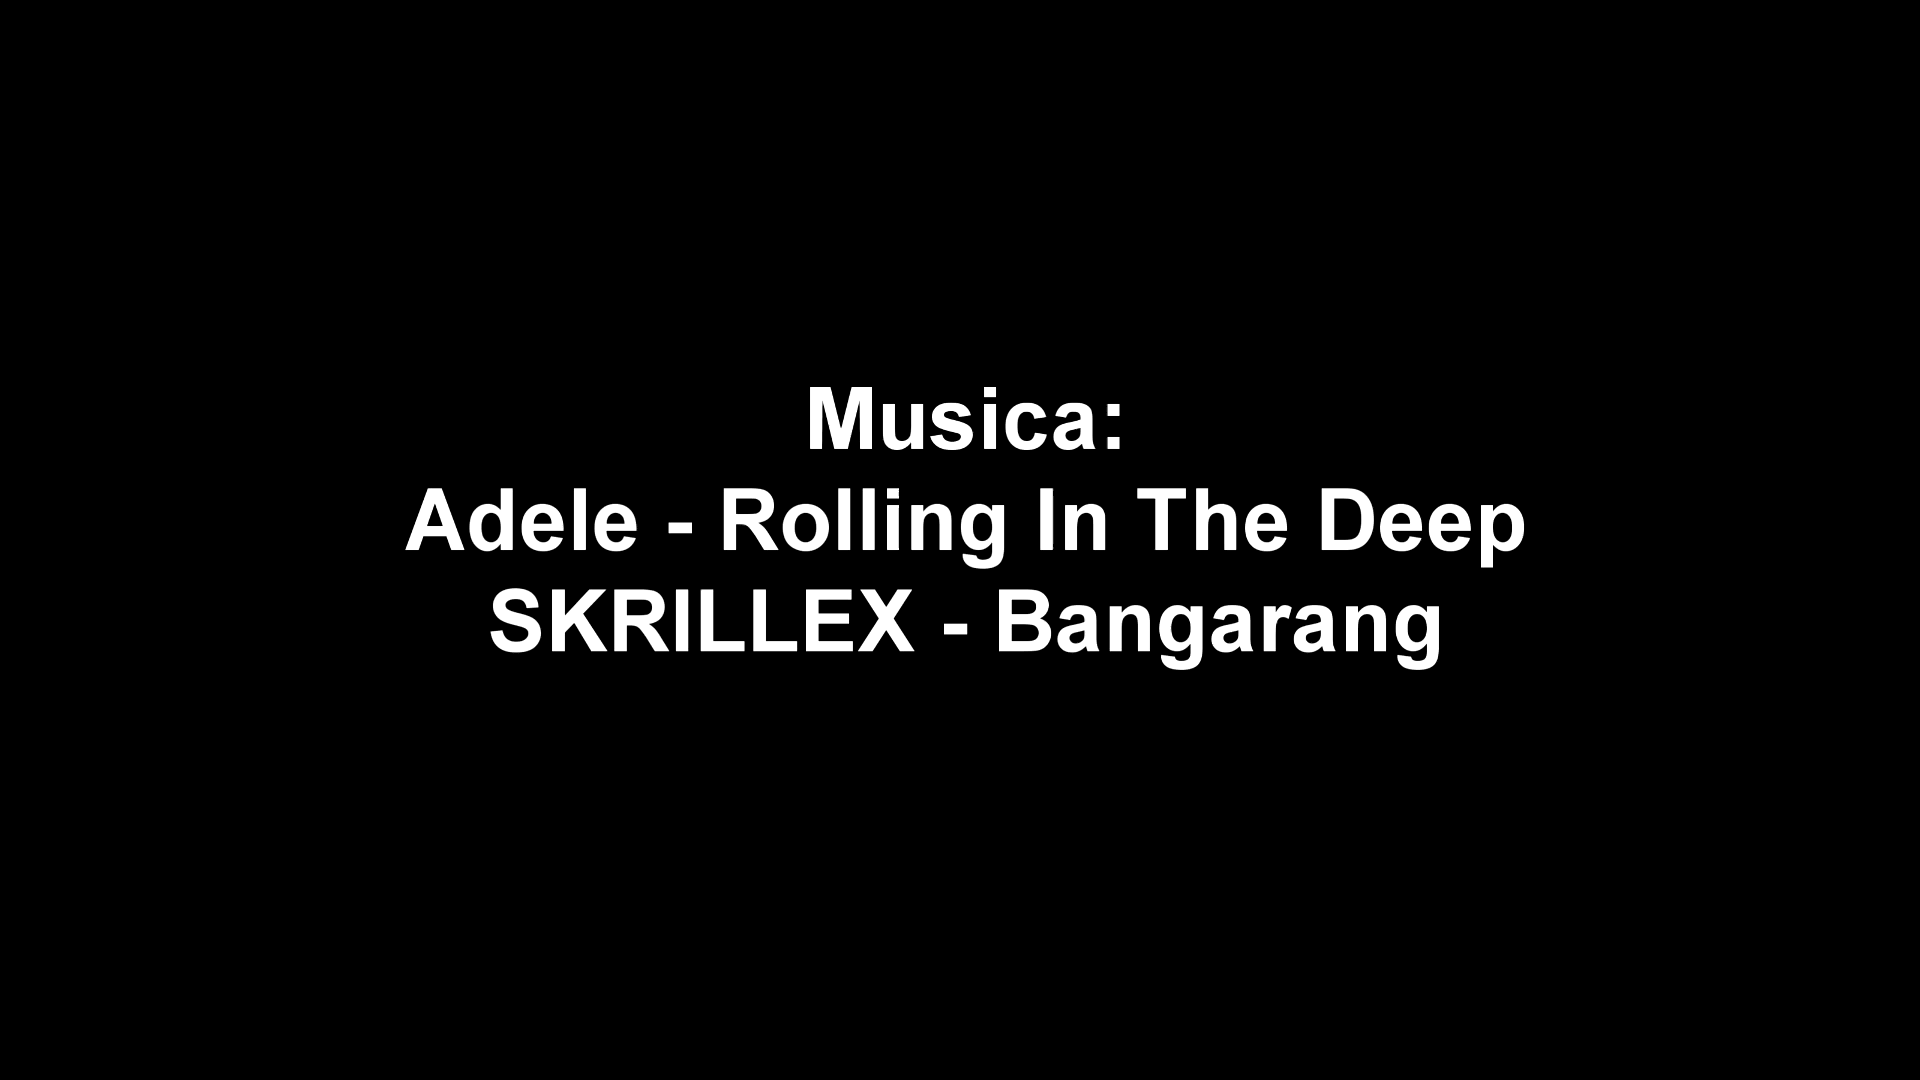 Musica:
Adele - Rolling In The Deep
SKRILLEX - Bangarang